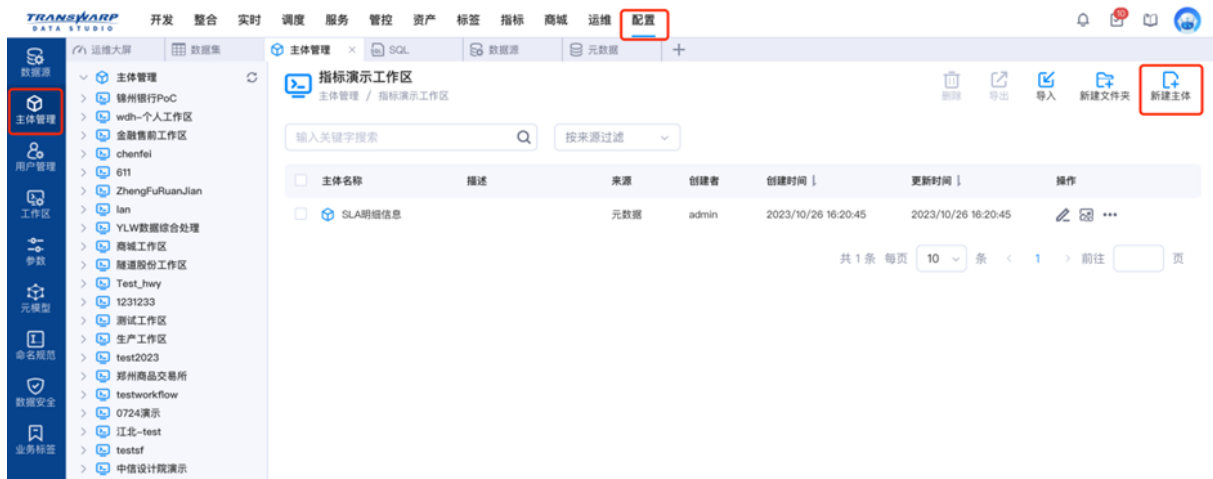 TRANSWARP
DATA STUDIO
开发 整合 实时 调度 服务 管控 资产 标签 指标 商城 运维 配置
10
运维大屏 数据集 主体管理 × SQL 数据源 元数据 +
数据源
主体管理
用户管理
工作区
参数
元模型
命名规范
数据安全
业务标签
主体管理
锦州银行PoC
wdh-个人工作区
金融售前工作区
chenfei
611
ZhengFuRuanJian
lan
YLW数据综合处理
商城工作区
隧道股份工作区
Test_hwy
1231233
测试工作区
生产工作区
test2023
郑州商品交易所
testworkflow
0724演示
江北-test
testsf
中信设计院演示
指标演示工作区
主体管理 / 指标演示工作区
删除 导出 导入 新建文件夹 新建主体
输入关键字搜索 按来源过滤
主体名称 描述 来源 创建者 创建时间 更新时间 操作
SLA明细信息 元数据 admin 2023/10/26 16:20:45 2023/10/26 16:20:45
共 1 条 每页 10 条 < 1 > 前往 页